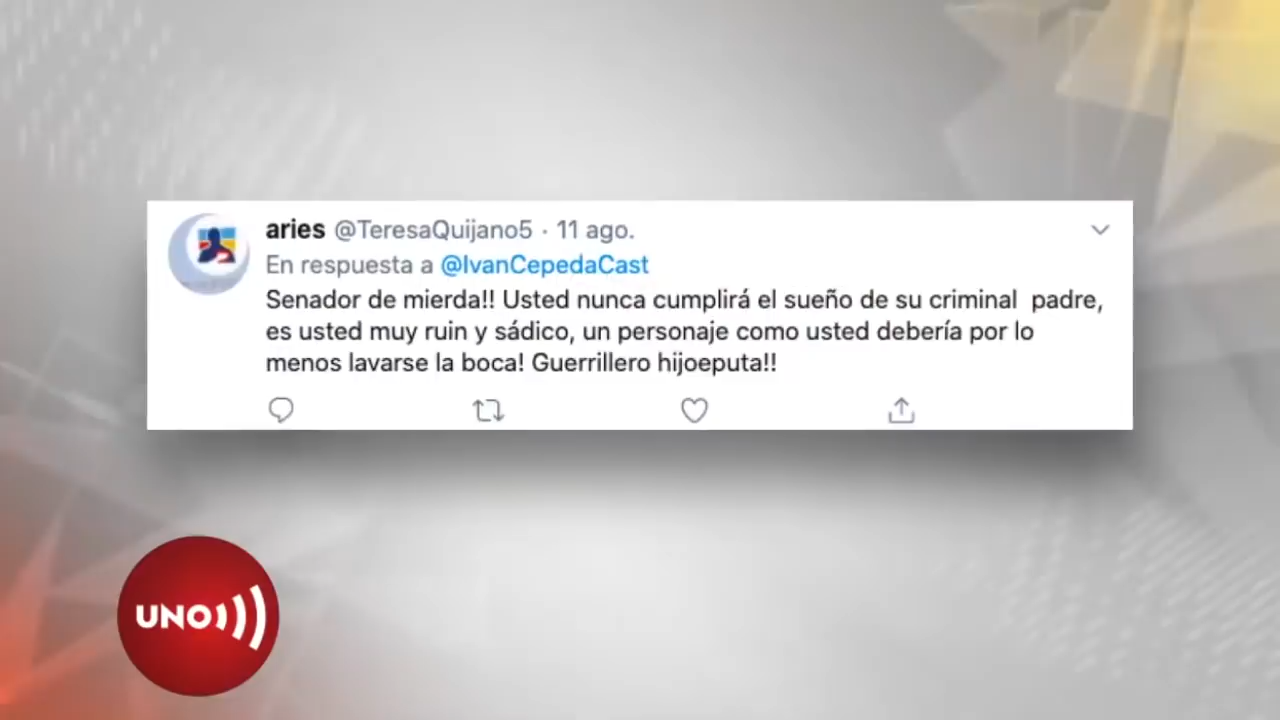 aries @TeresaQuijano5 · 11 ago.
En respuesta a @IvanCepedaCast
Senador de mierda!! Usted nunca cumplirá el sueño de su criminal  padre,
es usted muy ruin y sádico, un personaje como usted debería por lo
menos lavarse la boca! Guerrillero hijoeputa!!
UNO